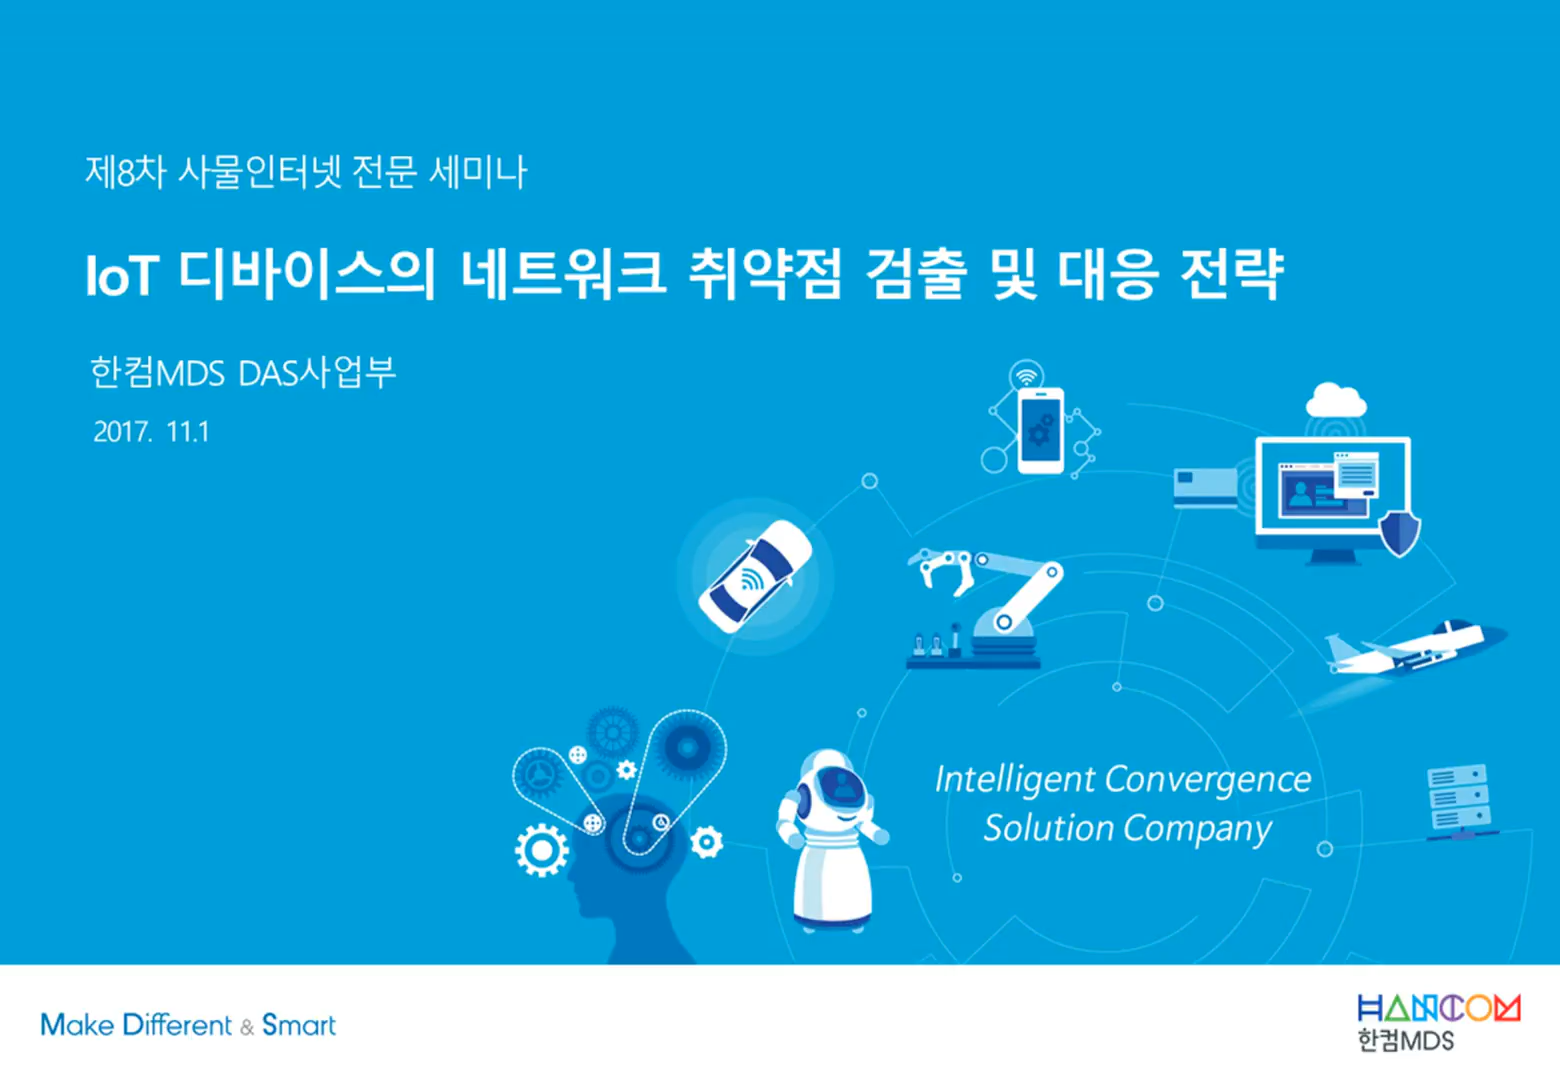 제8차 사물인터넷 전문 세미나
IoT 디바이스의 네트워크 취약점 검출 및 대응 전략
한컴MDS DAS사업부
2017. 11.1
Intelligent Convergence
Solution Company
Make Different & Smart
HANCOM
한컴MDS